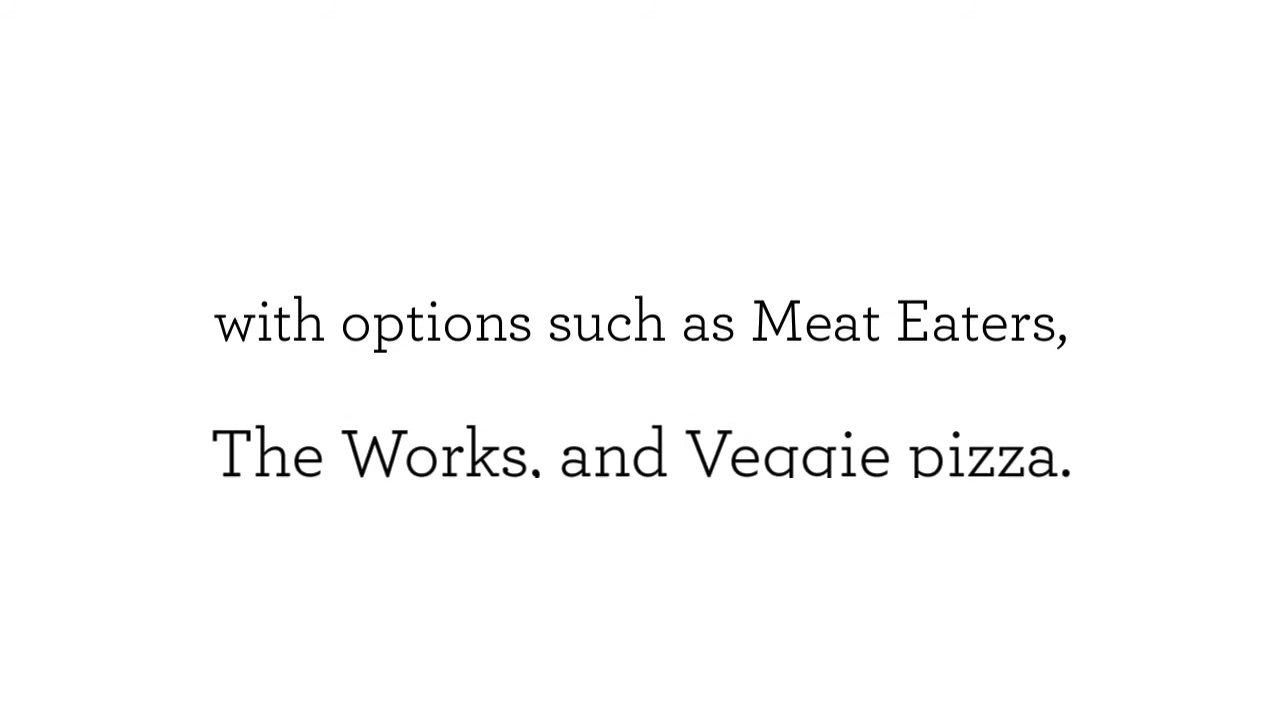 with options such as Meat Eaters,
The Works, and Veggie pizza.